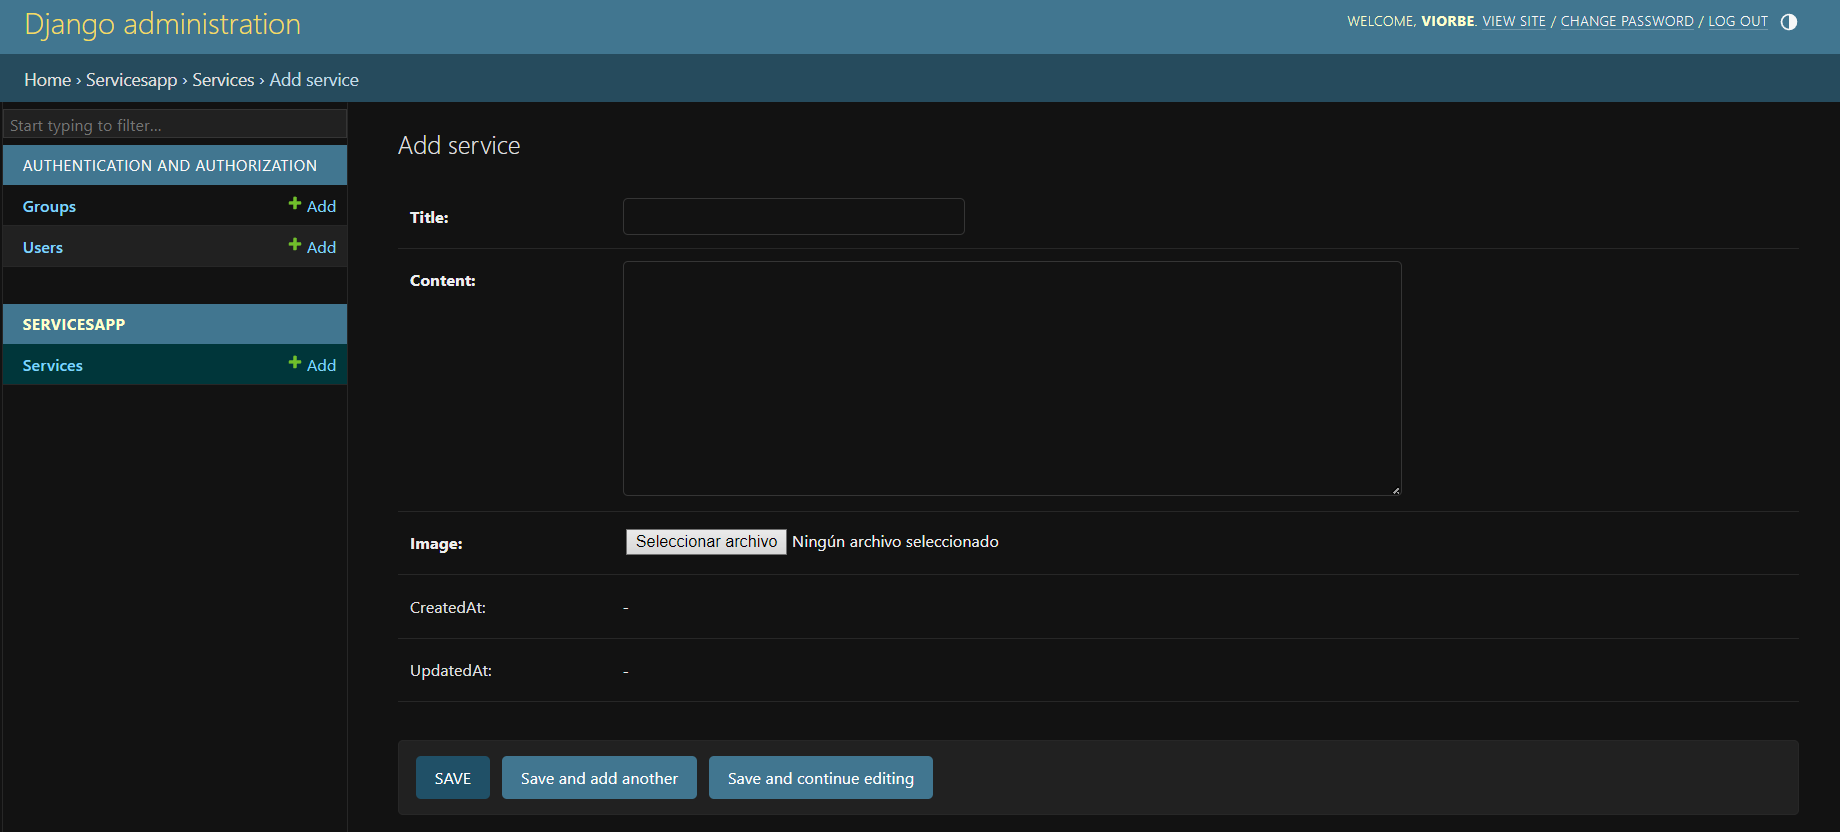 Django administration
WELCOME, VIORBE. VIEW SITE / CHANGE PASSWORD / LOG OUT
Home › Servicesapp › Services › Add service
Start typing to filter...
AUTHENTICATION AND AUTHORIZATION
Groups Add
Users Add
SERVICESAPP
Services Add
Add service
Title:
Content:
Image: Seleccionar archivo Ningún archivo seleccionado
CreatedAt: -
UpdatedAt: -
SAVE Save and add another Save and continue editing